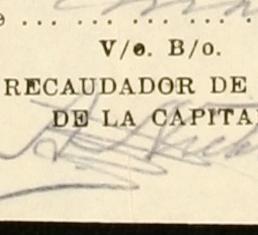 V/o. B/o.
RECAUDADOR DE
DE LA CAPITA